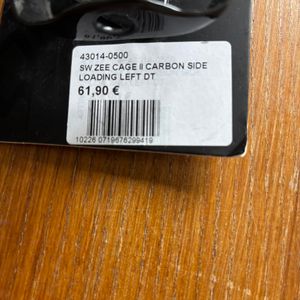 43014-0500
SW ZEE CAGE II CARBON SIDE
LOADING LEFT DT
61,90 €
10226 0719676299419